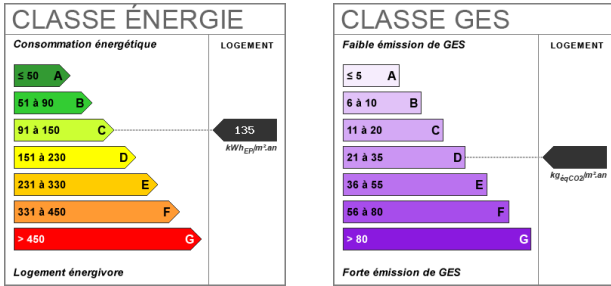 CLASSE ÉNERGIE
Consommation énergétique
LOGEMENT
≤ 50 A
51 à 90 B
91 à 150 C
135
kWhEP/m².an
151 à 230 D
231 à 330 E
331 à 450 F
> 450 G
Logement énergivore
CLASSE GES
Faible émission de GES
LOGEMENT
≤ 5 A
6 à 10 B
11 à 20 C
21 à 35 D
kgéqCO2/m².an
36 à 55 E
56 à 80 F
> 80 G
Forte émission de GES